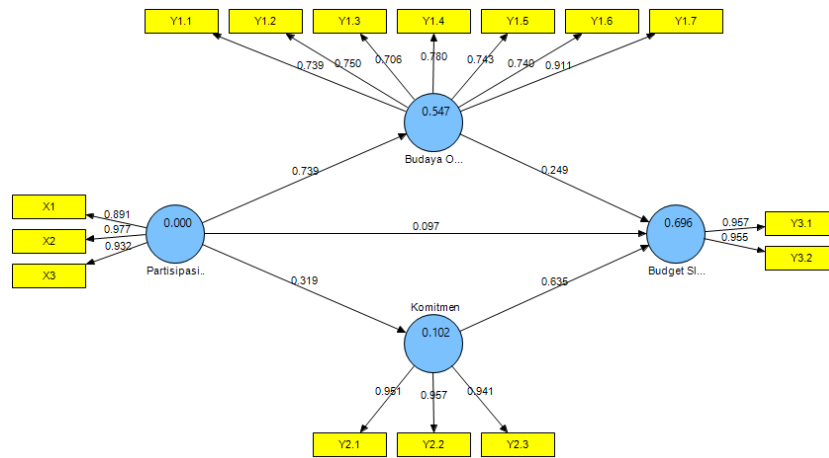 Y1.1 Y1.2 Y1.3 Y1.4 Y1.5 Y1.6 Y1.7
0.739 0.750 0.706 0.780 0.743 0.740 0.911
0.547
Budaya O...
0.739 0.249
X1 0.891
X2 0.977
X3 0.932
0.000
Partisipasi..
0.097
0.696
Budget Sl...
0.957 Y3.1
0.955 Y3.2
0.319 0.635
Komitmen
0.102
0.951 0.957 0.941
Y2.1 Y2.2 Y2.3